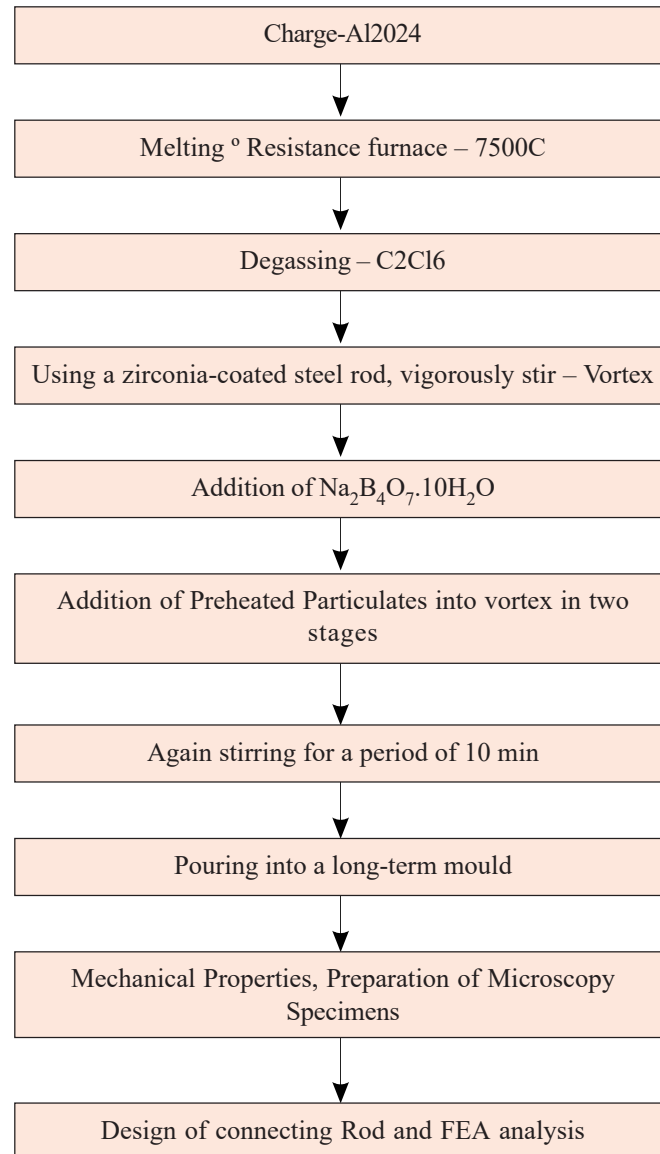 Charge-Al2024
Melting º Resistance furnace – 7500C
Degassing – C2Cl6
Using a zirconia-coated steel rod, vigorously stir – Vortex
Addition of Na₂B₄O₇.10H₂O
Addition of Preheated Particulates into vortex in two
stages
Again stirring for a period of 10 min
Pouring into a long-term mould
Mechanical Properties, Preparation of Microscopy
Specimens
Design of connecting Rod and FEA analysis